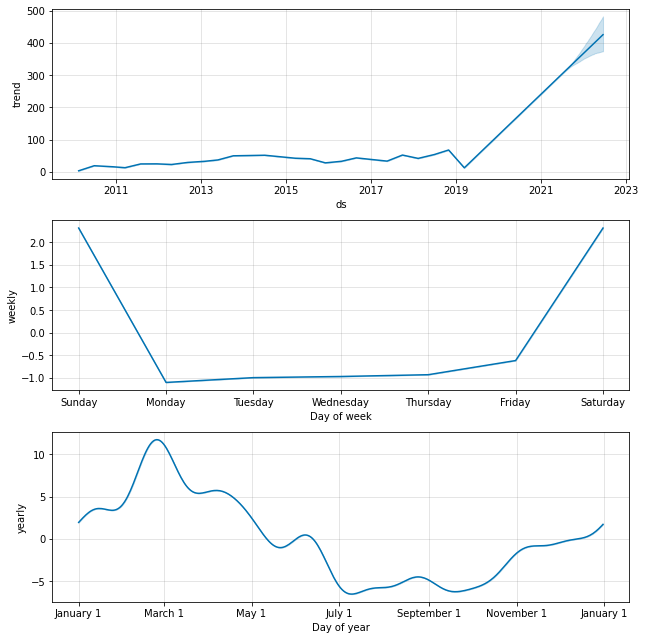 500
400
300
200
100
0
trend
2011 2013 2015 2017 2019 2021 2023
ds
2.0
1.5
1.0
0.5
0.0
−0.5
−1.0
weekly
Sunday Monday Tuesday Wednesday Thursday Friday Saturday
Day of week
10
5
0
−5
yearly
January 1 March 1 May 1 July 1 September 1 November 1 January 1
Day of year